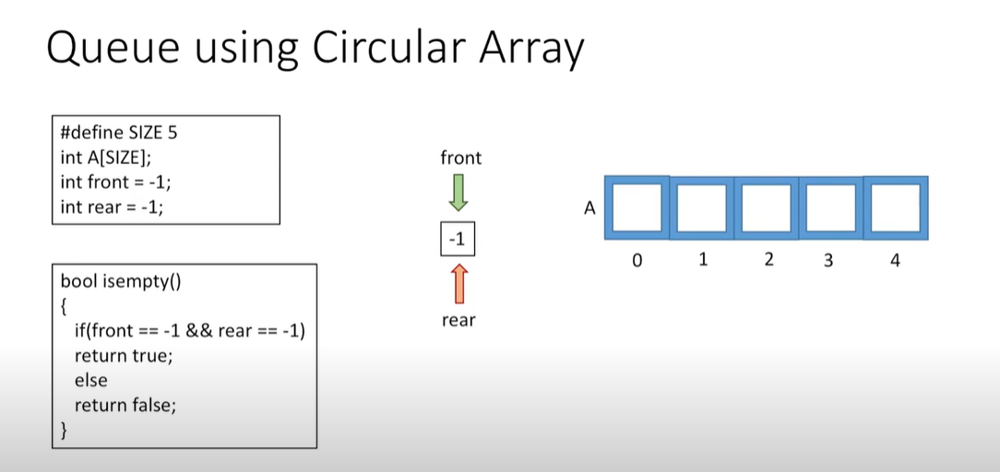 Queue using Circular Array
#define SIZE 5
int A[SIZE];
int front = -1;
int rear = -1;
bool isempty()
{
if(front == -1 && rear == -1)
return true;
else
return false;
}
front
-1
rear
A
0 1 2 3 4